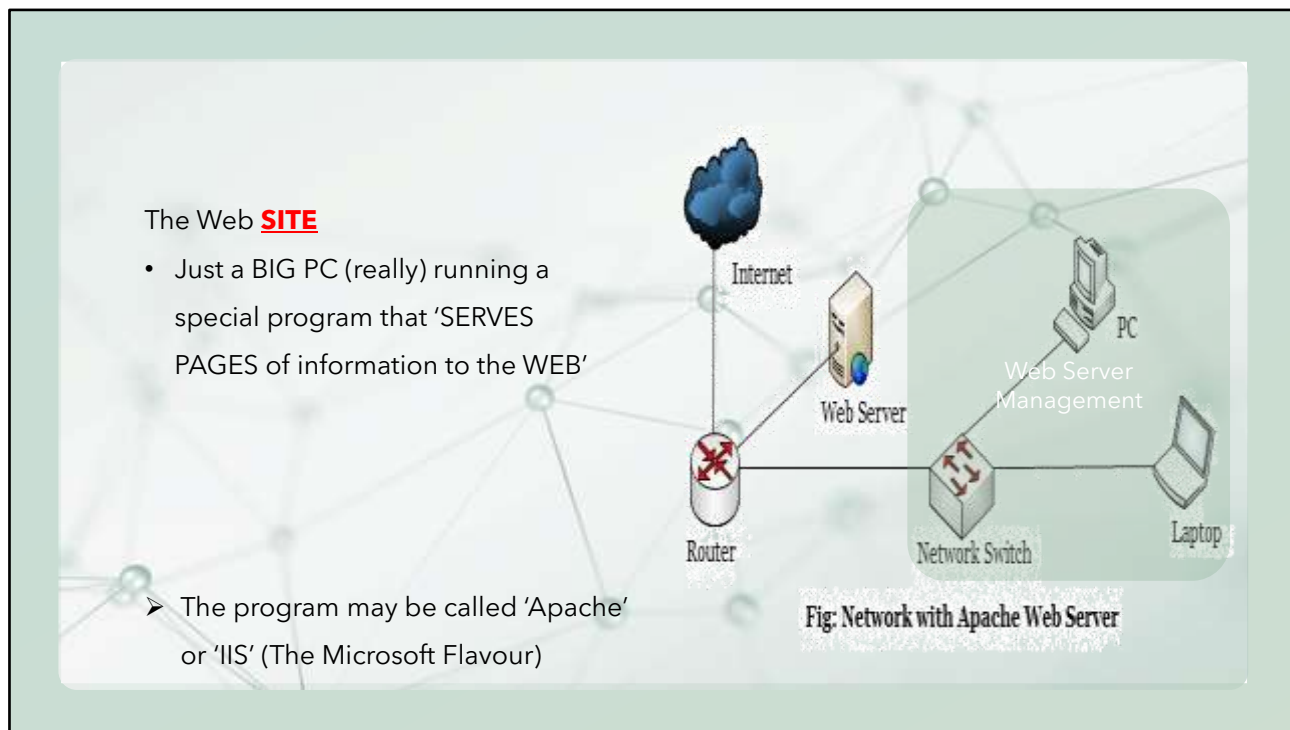 The Web SITE
• Just a BIG PC (really) running a
special program that ‘SERVES
PAGES of information to the WEB’
➢ The program may be called ‘Apache’
or ‘IIS’ (The Microsoft Flavour)
Internet
PC
Web Server
Management
Web Server
Router
Network Switch
Laptop
Fig: Network with Apache Web Server